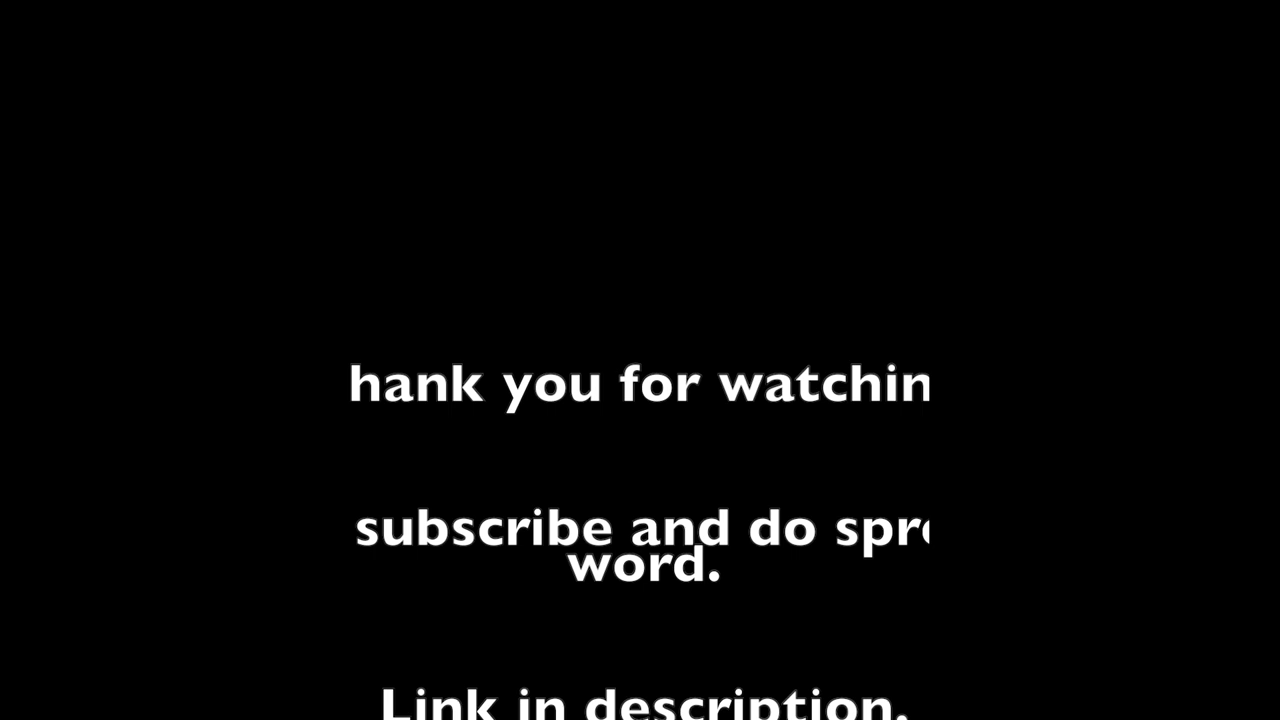 hank you for watchin
subscribe and do spr
word.
Link in description.